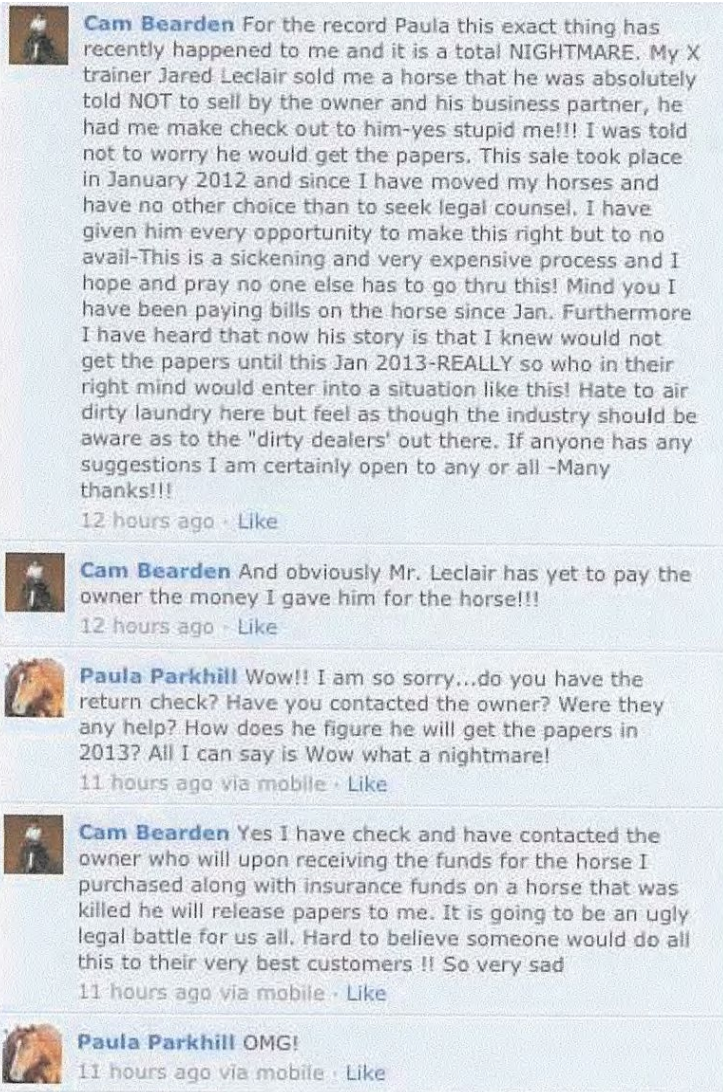 Cam Bearden For the record Paula this exact thing has
recently happened to me and it is a total NIGHTMARE. My X
trainer Jared Leclair sold me a horse that he was absolutely
told NOT to sell by the owner and his business partner, he
had me make check out to him-yes stupid me!!! I was told
not to worry he would get the papers. This sale took place
in January 2012 and since I have moved my horses and
have no other choice than to seek legal counsel. I have
given him every opportunity to make this right but to no
avail-This is a sickening and very expensive process and I
hope and pray no one else has to go thru this! Mind you I
have been paying bills on the horse since Jan. Furthermore
I have heard that now his story is that I knew would not
get the papers until this Jan 2013-REALLY so who in their
right mind would enter into a situation like this! Hate to air
dirty laundry here but feel as though the industry should be
aware as to the "dirty dealers' out there. If anyone has any
suggestions I am certainly open to any or all -Many
thanks!!!
12 hours ago · Like
Cam Bearden And obviously Mr. Leclair has yet to pay the
owner the money I gave him for the horse!!!
12 hours ago · Like
Paula Parkhill Wow!! I am so sorry...do you have the
return check? Have you contacted the owner? Were they
any help? How does he figure he will get the papers in
2013? All I can say is Wow what a nightmare!
11 hours ago via mobile · Like
Cam Bearden Yes I have check and have contacted the
owner who will upon receiving the funds for the horse I
purchased along with insurance funds on a horse that was
killed he will release papers to me. It is going to be an ugly
legal battle for us all. Hard to believe someone would do all
this to their very best customers !! So very sad
11 hours ago via mobile · Like
Paula Parkhill OMG!
11 hours ago via mobile · Like